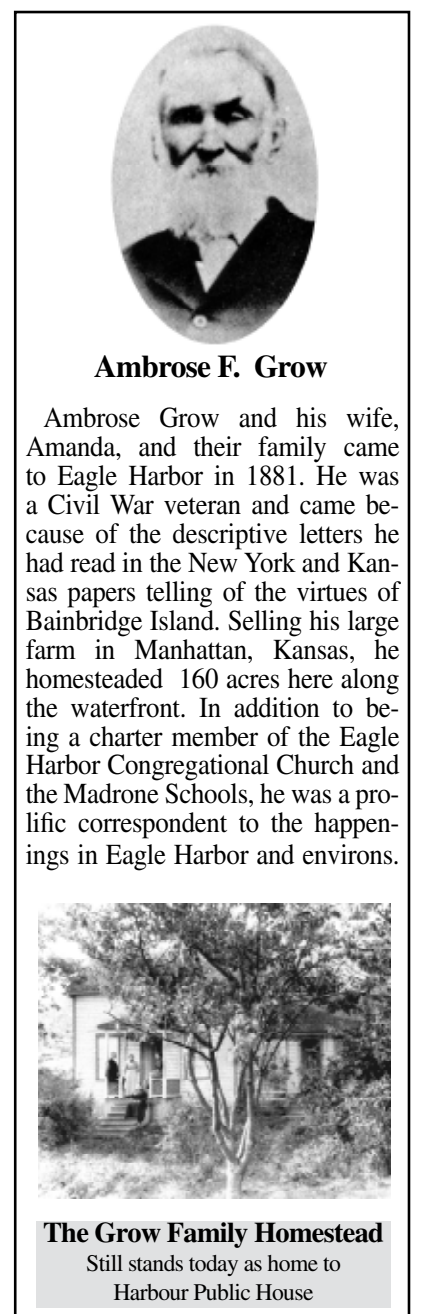 Ambrose F. Grow
Ambrose Grow and his wife,
Amanda, and their family came
to Eagle Harbor in 1881. He was
a Civil War veteran and came be-
cause of the descriptive letters he
had read in the New York and Kan-
sas papers telling of the virtues of
Bainbridge Island. Selling his large
farm in Manhattan, Kansas, he
homesteaded 160 acres here along
the waterfront. In addition to be-
ing a charter member of the Eagle
Harbor Congregational Church and
the Madrone Schools, he was a pro-
lific correspondent to the happen-
ings in Eagle Harbor and environs.
The Grow Family Homestead
Still stands today as home to
Harbour Public House